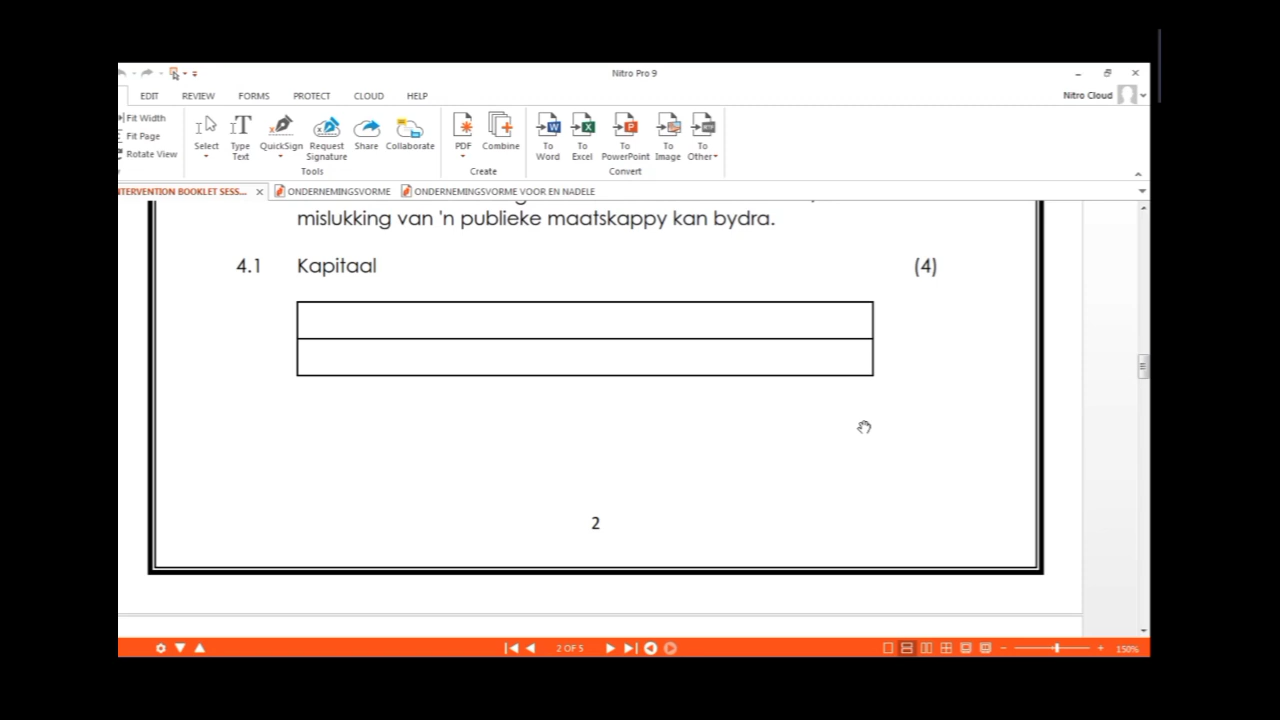 Nitro Pro 9
EDIT REVIEW FORMS PROTECT CLOUD HELP
Nitro Cloud
Fit Width
Fit Page
Rotate View
Select
Type Text
QuickSign
Request Signature
Share
Collaborate
Tools
PDF
Combine
Create
To Word
To Excel
To PowerPoint
To Image
To Other
Convert
NTERVENTION BOOKLET SESS...
ONDERNEMINGSVORME
ONDERNEMINGSVORME VOOR EN NADELE
mislukking van 'n publieke maatskappy kan bydra.
4.1 Kapitaal (4)
2
2 OF 5
150%